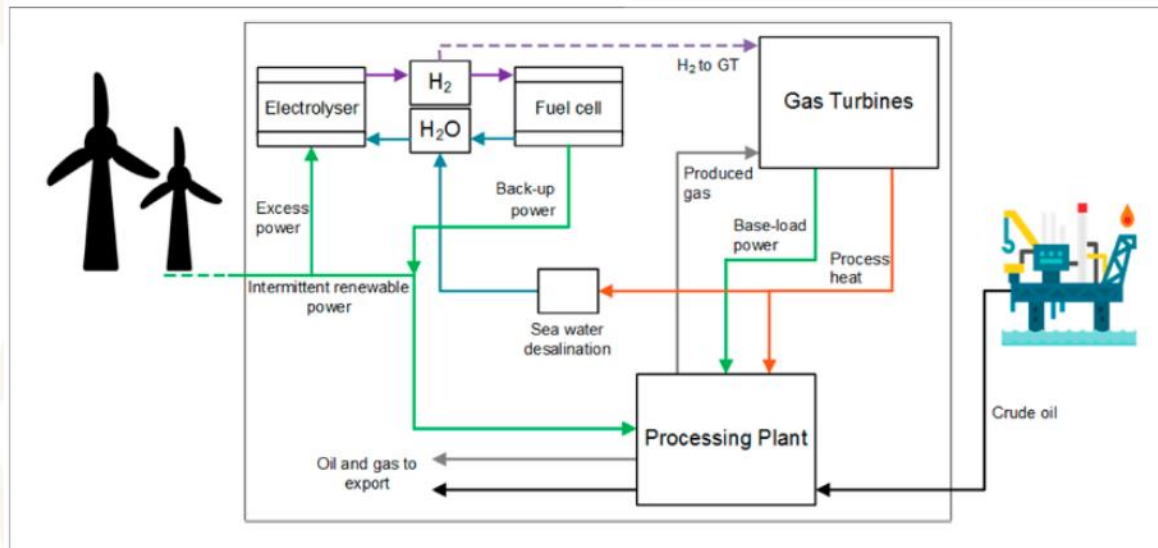 H₂
H₂ to GT
Electrolyser
Fuel cell
Gas Turbines
H₂O
Produced
gas
Back-up
power
Excess
power
Base-load
power
Process
heat
Intermittent renewable
power
Sea water
desalination
Crude oil
Processing Plant
Oil and gas to
export